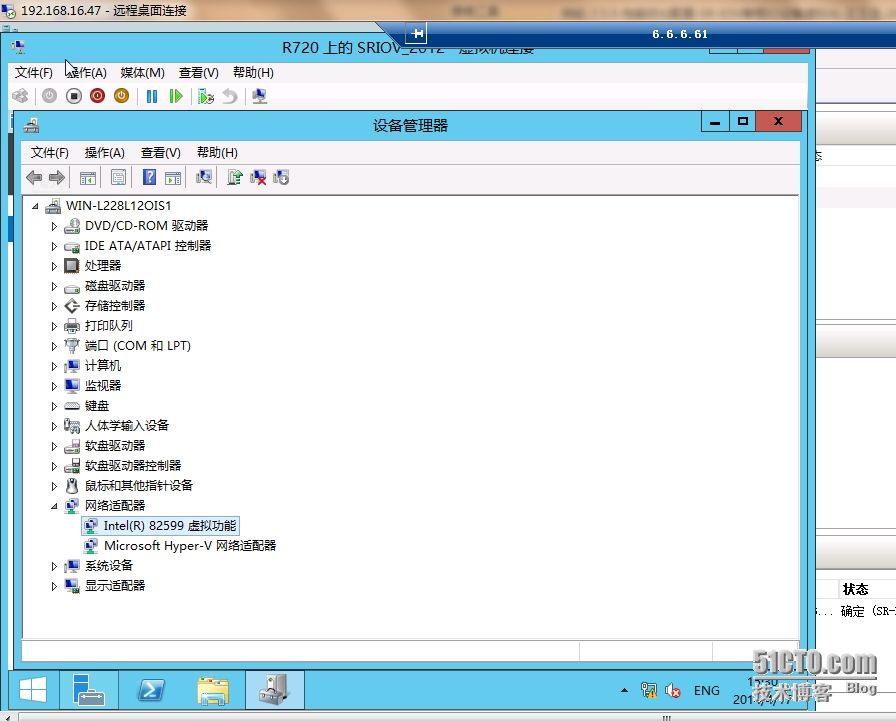 192.168.16.47 - 远程桌面连接
6.6.6.61
R720 上的 SRIOV_2012 - 虚拟机连接
文件(F) 操作(A) 媒体(M) 查看(V) 帮助(H)
设备管理器
文件(F) 操作(A) 查看(V) 帮助(H)
WIN-L228L12OIS1
DVD/CD-ROM 驱动器
IDE ATA/ATAPI 控制器
处理器
磁盘驱动器
存储控制器
打印队列
端口 (COM 和 LPT)
计算机
监视器
键盘
人体学输入设备
软盘驱动器
软盘驱动器控制器
鼠标和其他指针设备
网络适配器
Intel(R) 82599 虚拟功能
Microsoft Hyper-V 网络适配器
系统设备
显示适配器
状态
确定 (SR-
ENG
51CTO.com
技术博客 Blog